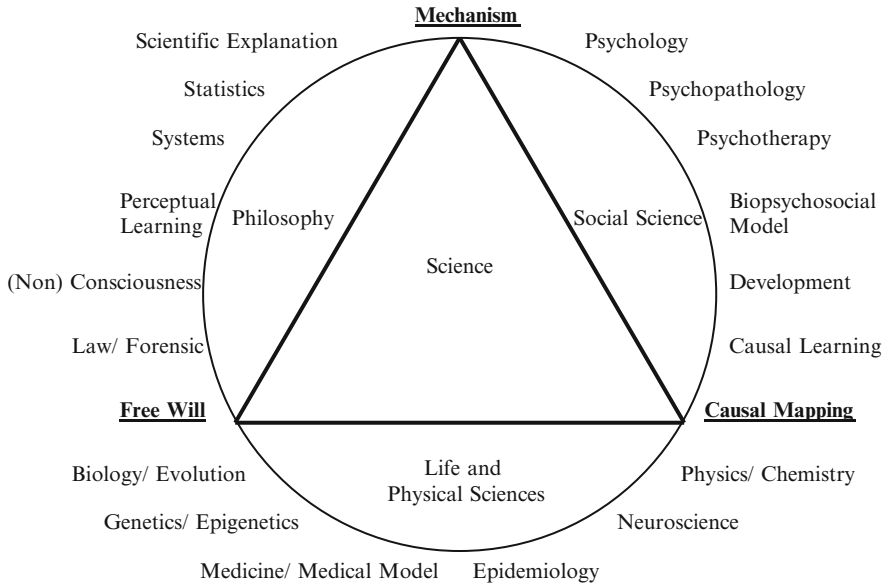 Mechanism
Scientific Explanation
Psychology
Statistics
Psychopathology
Systems
Psychotherapy
Perceptual
Learning
Philosophy
Social Science
Biopsychosocial
Model
Science
(Non) Consciousness
Development
Law/ Forensic
Causal Learning
Free Will
Causal Mapping
Biology/ Evolution
Life and
Physical Sciences
Physics/ Chemistry
Genetics/ Epigenetics
Neuroscience
Medicine/ Medical Model
Epidemiology